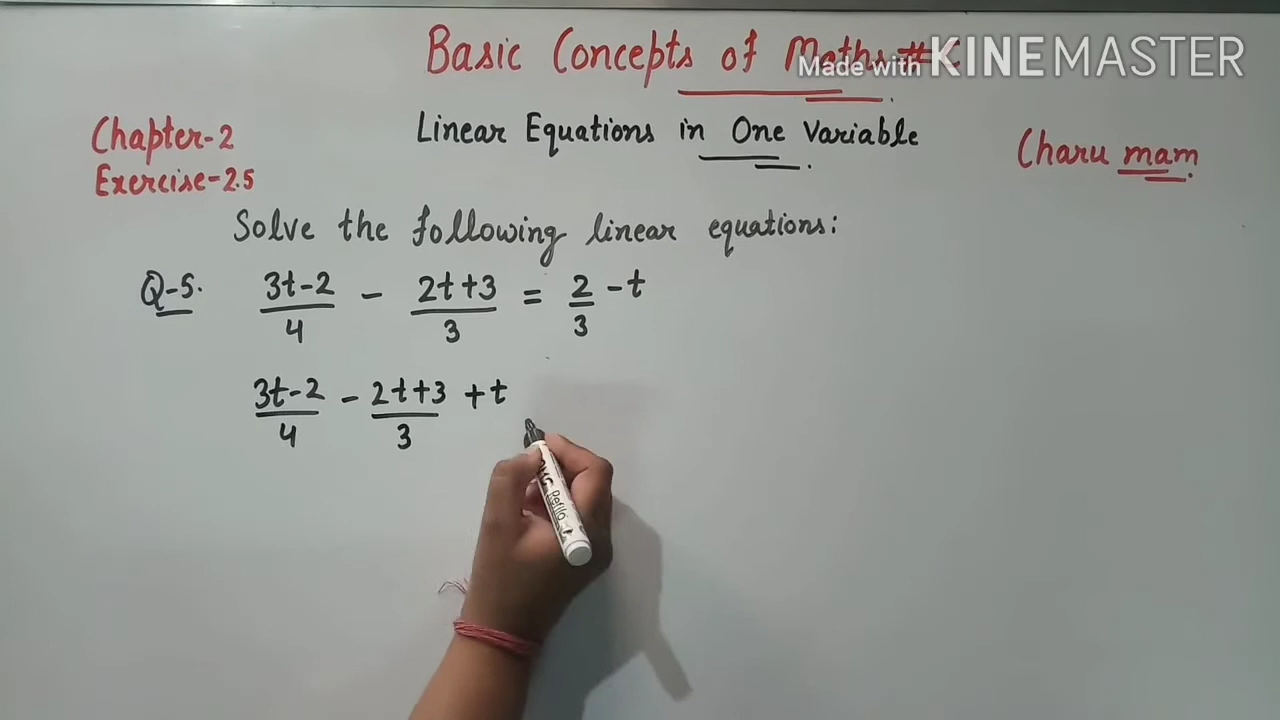 Basic Concepts of Maths
Made with KINEMASTER
Chapter-2
Linear Equations in One Variable
Charu mam
Exercise-2.5
Solve the following linear equations:
Q-5. (3t-2)/4 - (2t+3)/3 = 2/3 - t
(3t-2)/4 - (2t+3)/3 + t
Refilo